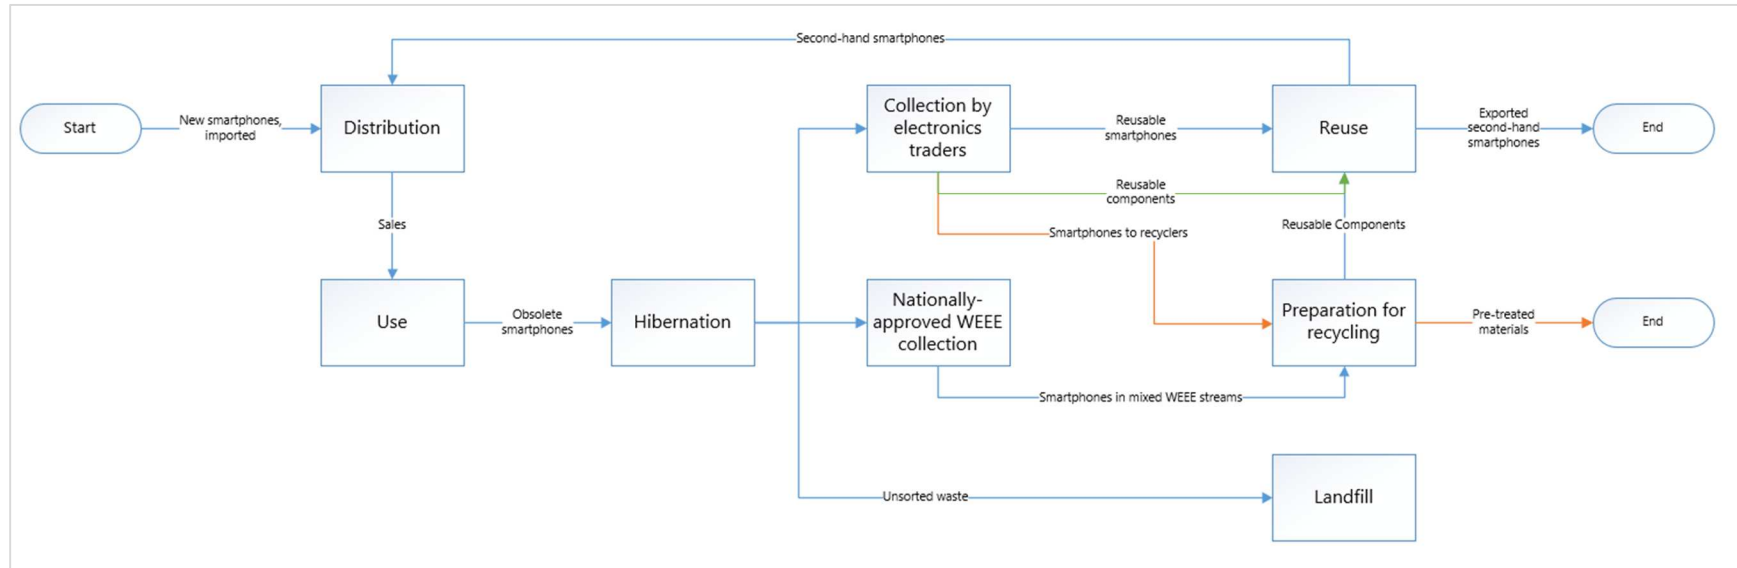 Second-hand smartphones
Start
New smartphones,
imported
Distribution
Collection by
electronics
traders
Reusable
smartphones
Reuse
Exported
second-hand
smartphones
End
Reusable
components
Sales
Smartphones to recyclers
Reusable Components
Use
Obsolete
smartphones
Hibernation
Nationally-
approved WEEE
collection
Preparation for
recycling
Pre-treated
materials
End
Smartphones in mixed WEEE streams
Unsorted waste
Landfill